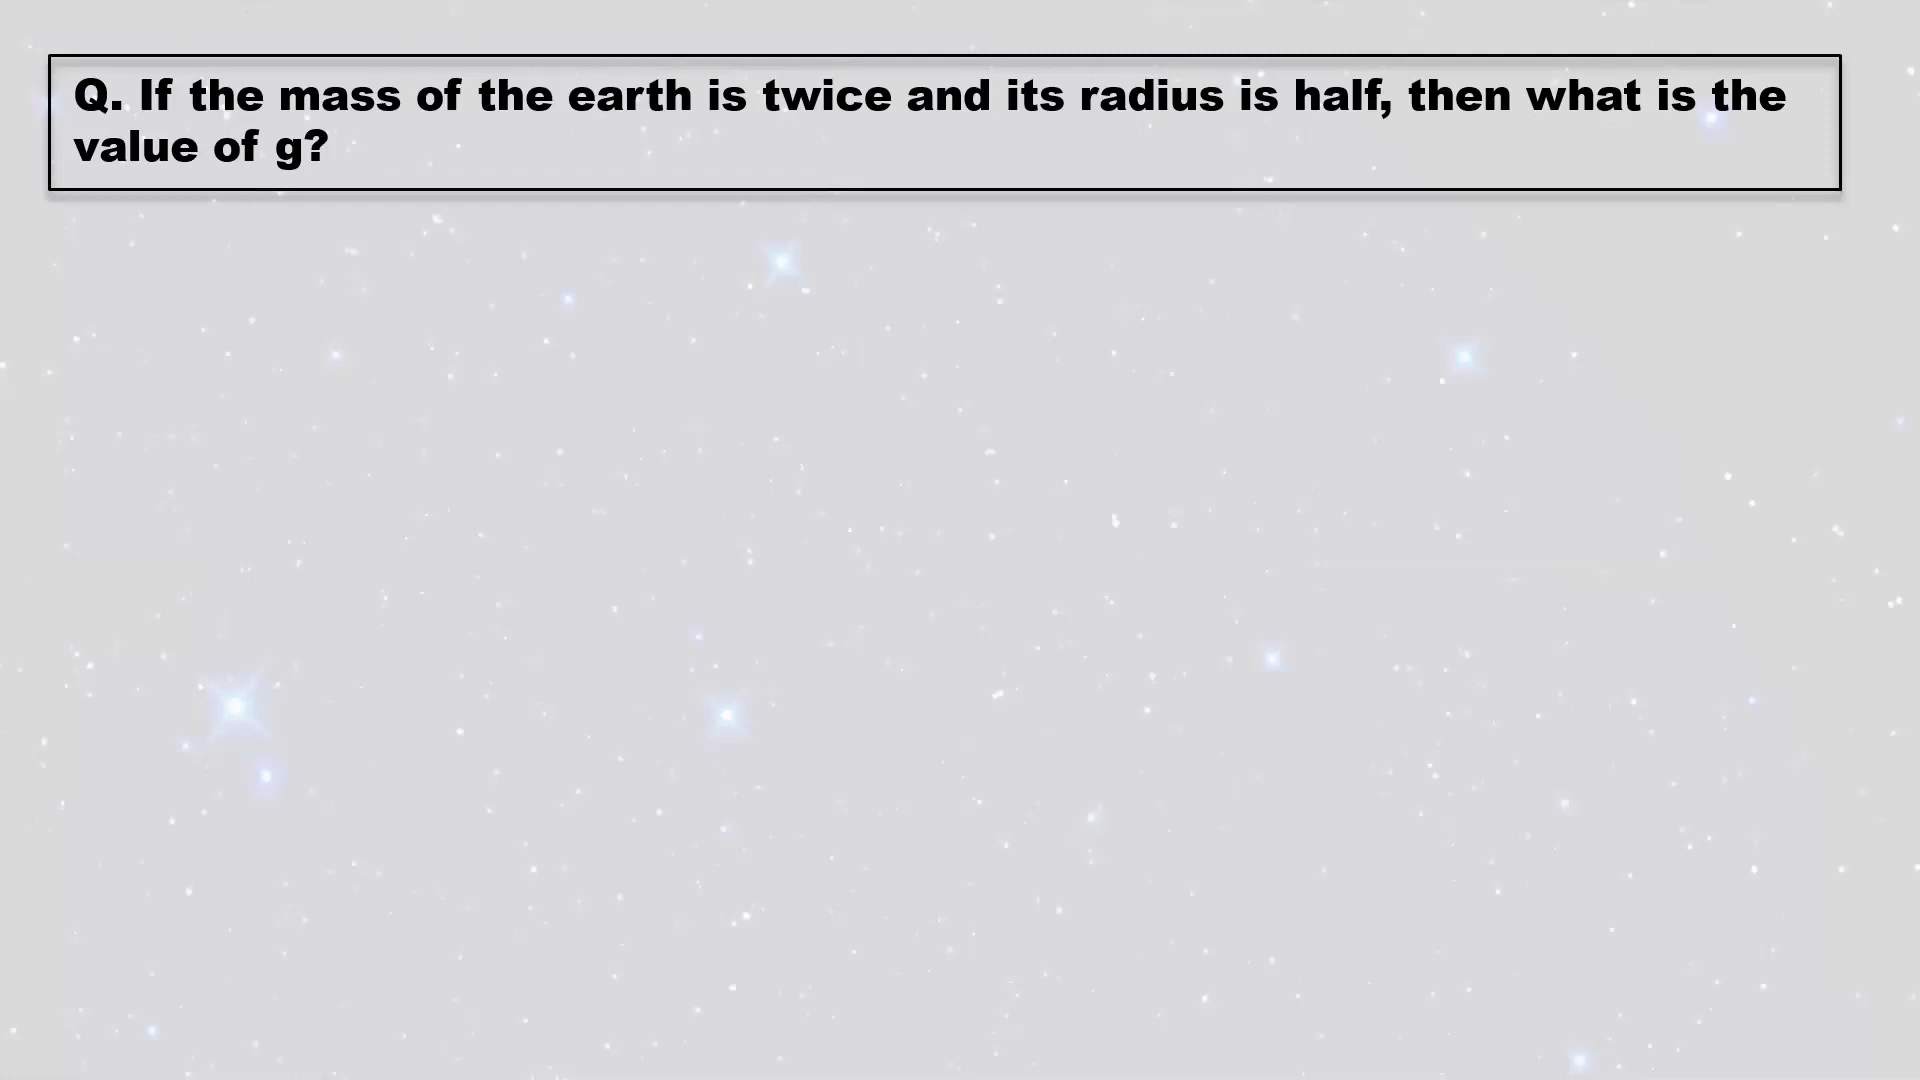 Q. If the mass of the earth is twice and its radius is half, then what is the
value of g?